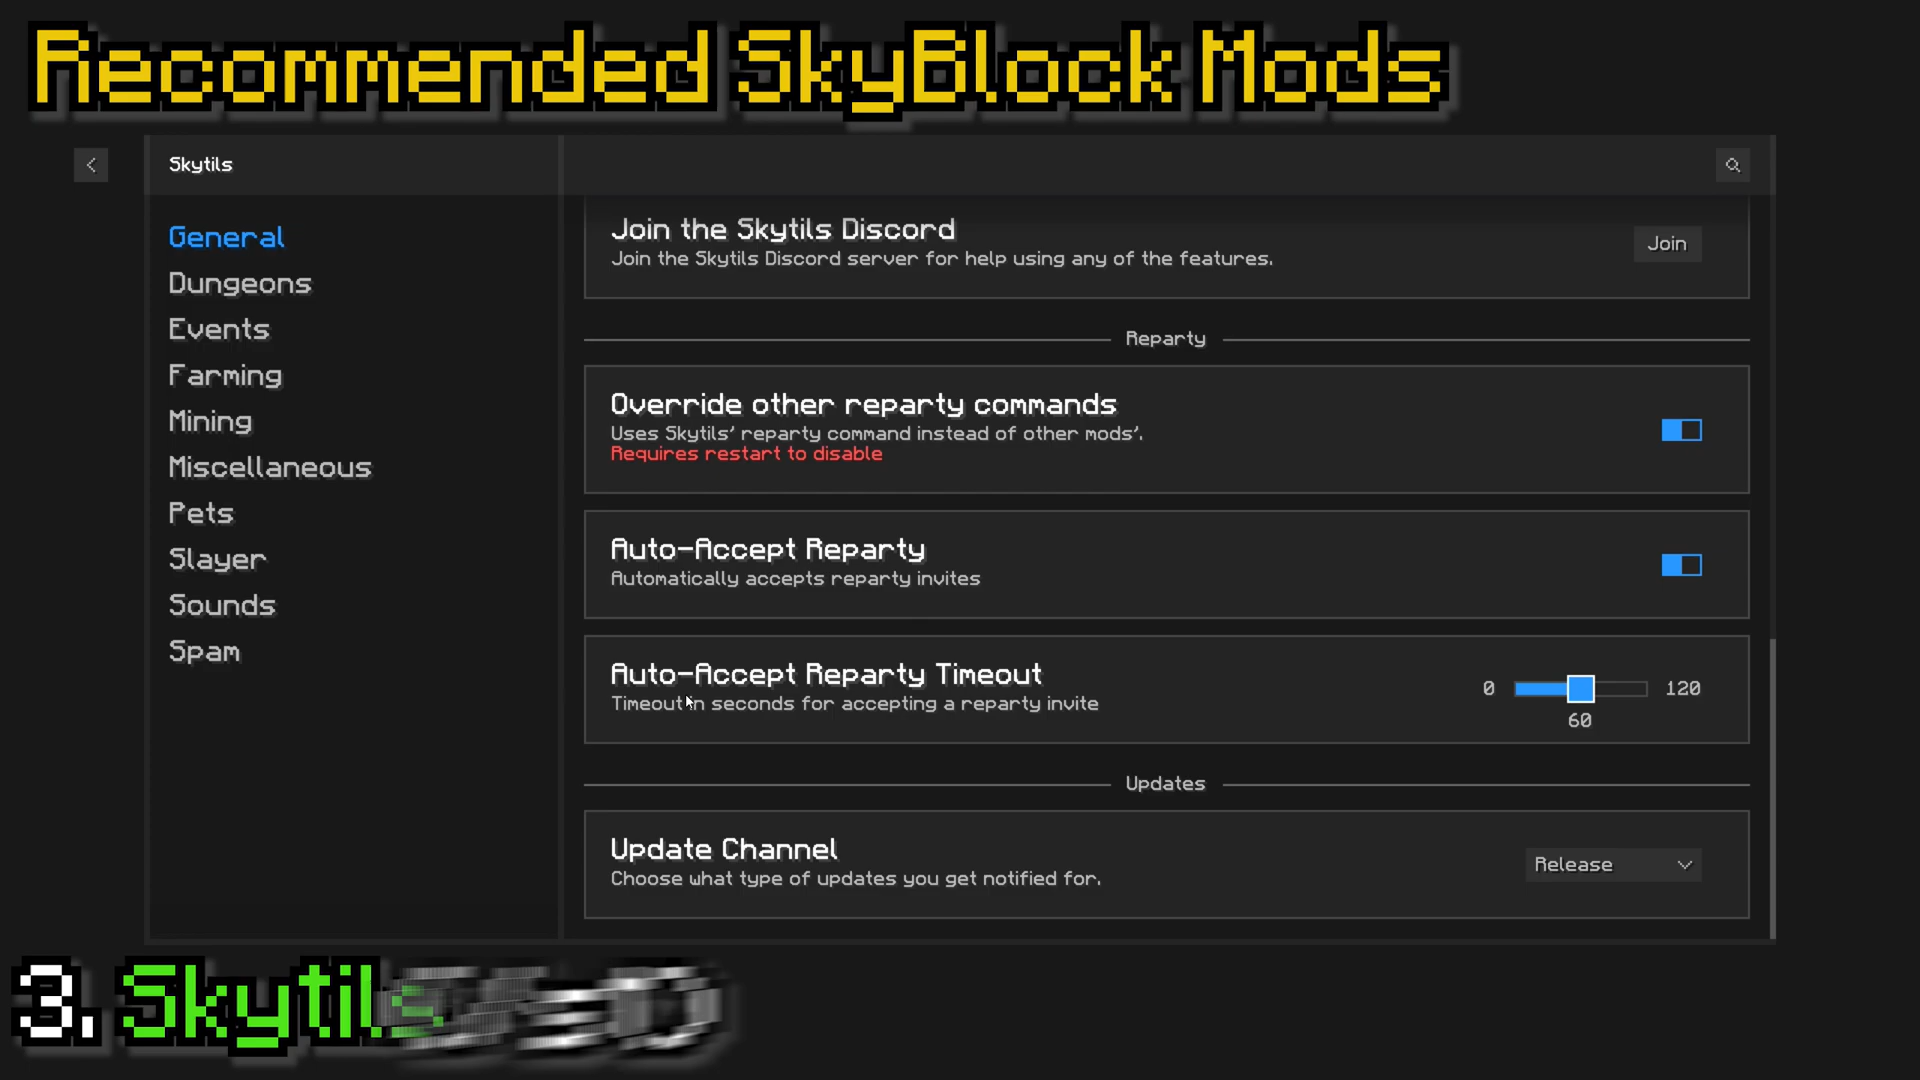 Recommended SkyBlock Mods
Skytils
General
Dungeons
Events
Farming
Mining
Miscellaneous
Pets
Slayer
Sounds
Spam
Join the Skytils Discord
Join the Skytils Discord server for help using any of the features.
Join
Reparty
Override other reparty commands
Uses Skytils' reparty command instead of other mods'.
Requires restart to disable
Auto-Accept Reparty
Automatically accepts reparty invites
Auto-Accept Reparty Timeout
Timeout in seconds for accepting a reparty invite
0
120
60
Updates
Update Channel
Choose what type of updates you get notified for.
Release
3. Skytils